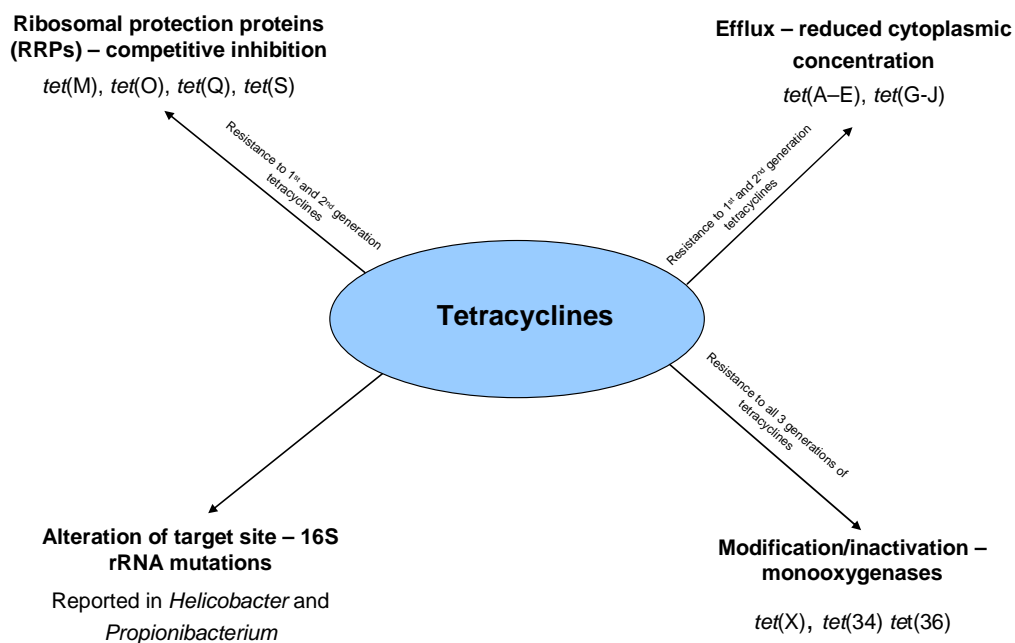 Ribosomal protection proteins
(RRPs) – competitive inhibition
tet(M), tet(O), tet(Q), tet(S)
Efflux – reduced cytoplasmic
concentration
tet(A–E), tet(G-J)
Resistance to 1st and 2nd generation
tetracyclines
Resistance to 1st and 2nd generation
tetracyclines
Tetracyclines
Resistance to all 3 generations of
tetracyclines
Alteration of target site – 16S
rRNA mutations
Reported in Helicobacter and
Propionibacterium
Modification/inactivation –
monooxygenases
tet(X), tet(34) tet(36)